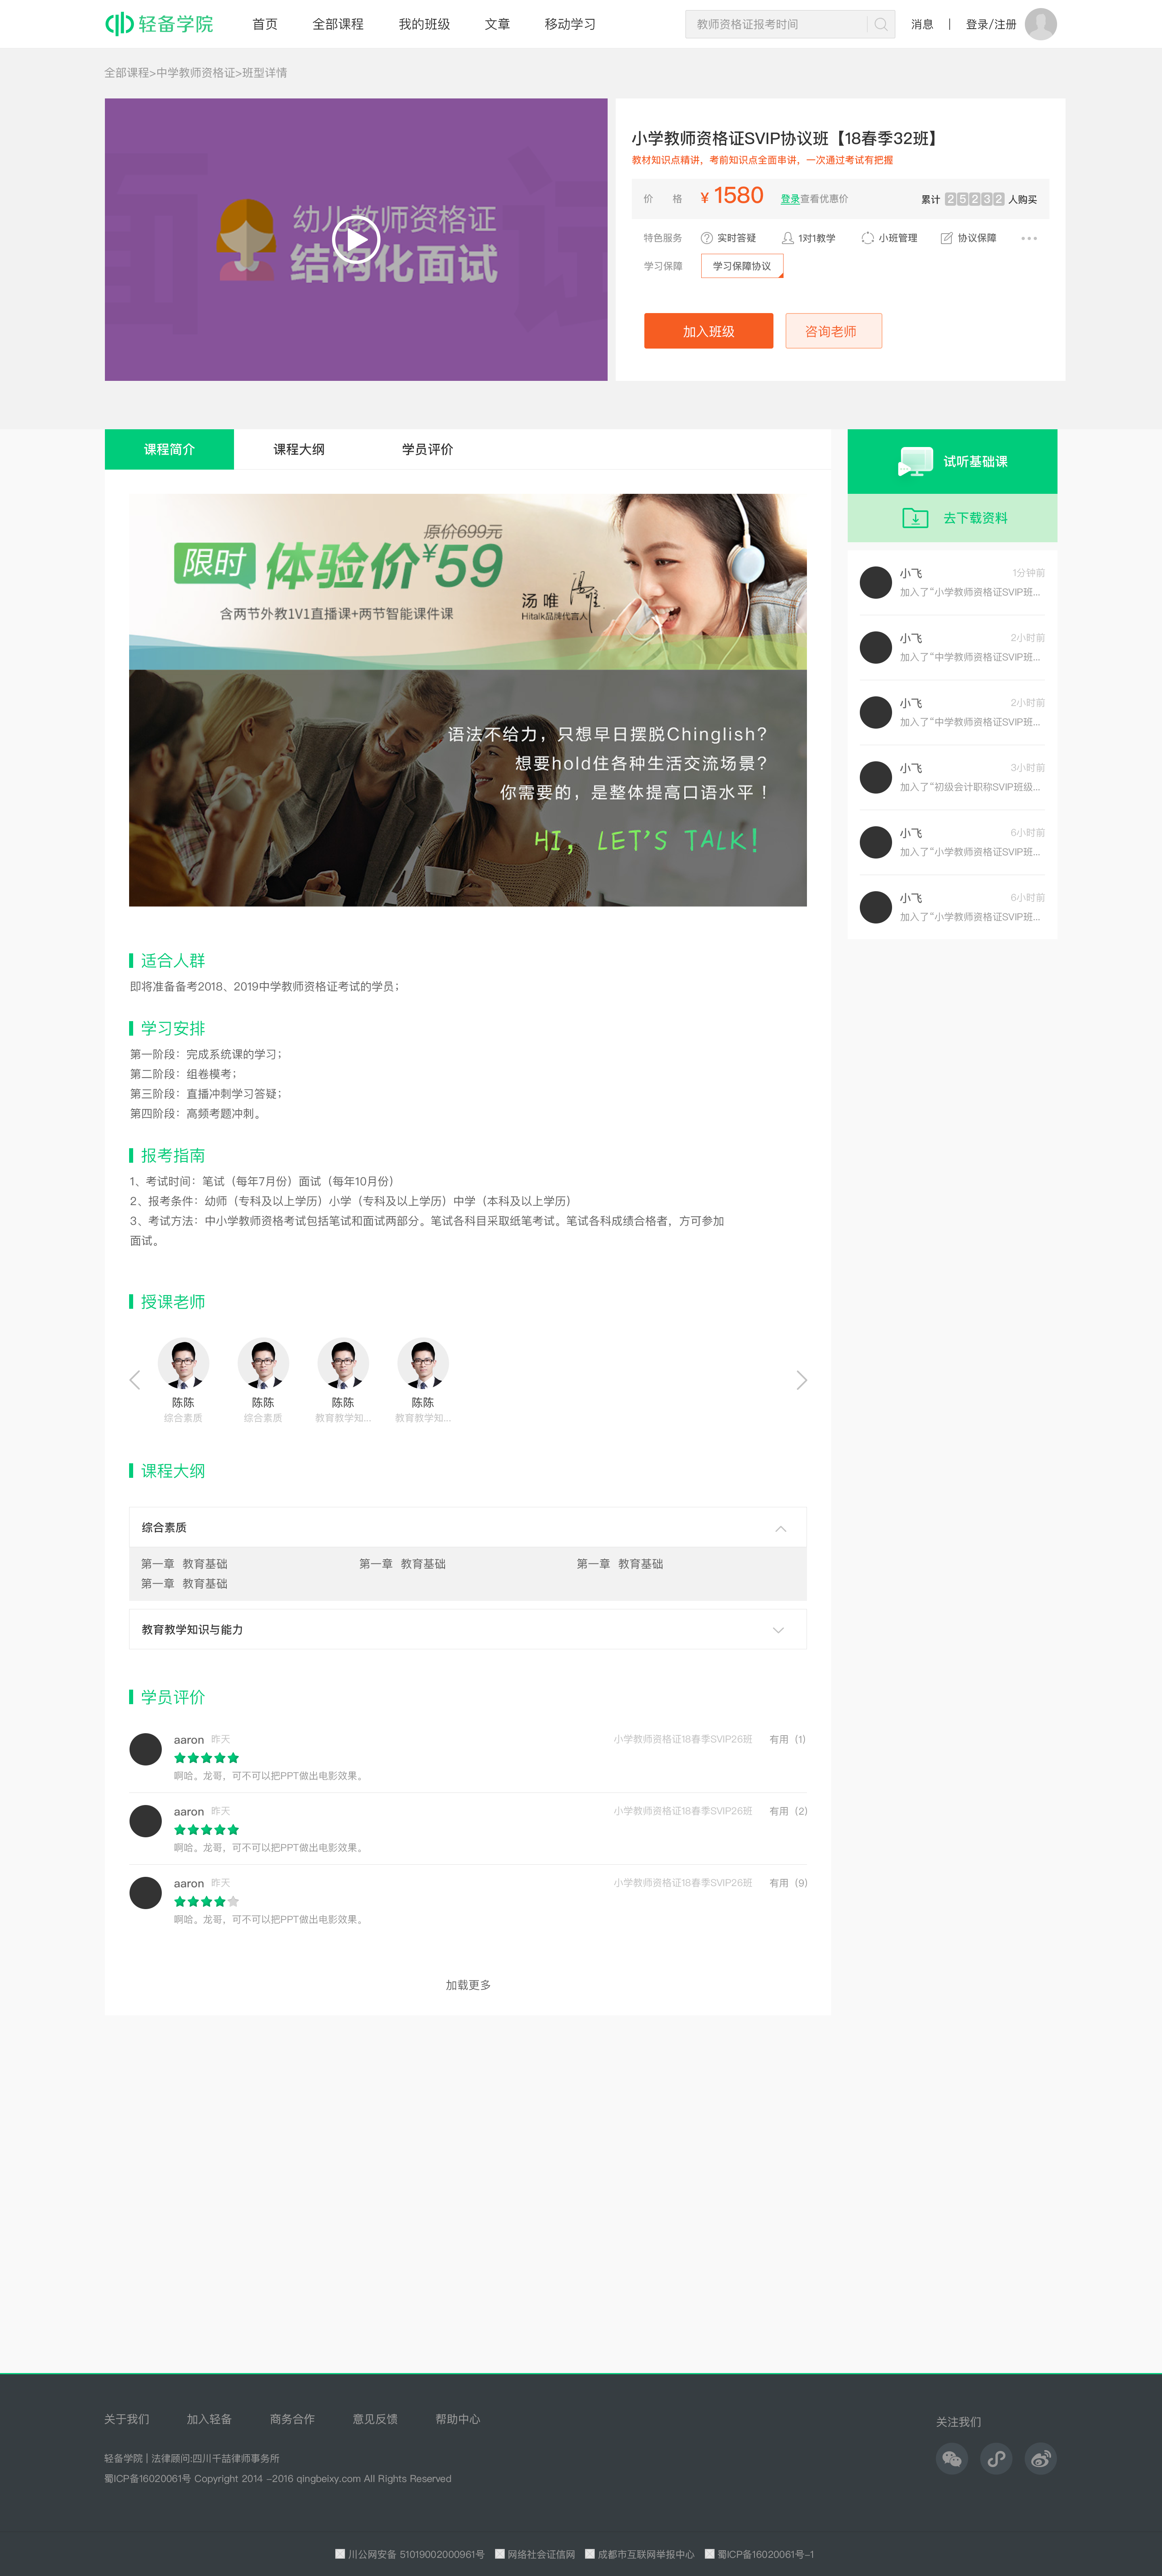 轻备学院
首页
全部课程
我的班级
文章
移动学习
教师资格证报考时间
消息 | 登录/注册
全部课程>中学教师资格证>班型详情
幼儿教师资格证
结构化面试
小学教师资格证SVIP协议班【18春季32班】
教材知识点精讲，考前知识点全面串讲，一次通过考试有把握
价 格 ¥ 1580 登录查看优惠价 累计 25232 人购买
特色服务 实时答疑 1对1教学 小班管理 协议保障
学习保障 学习保障协议
加入班级
咨询老师
课程简介
课程大纲
学员评价
原价699元
限时 体验价 ¥59
含两节外教1V1直播课+两节智能课件课
汤唯
Hitalk品牌代言人
语法不给力，只想早日摆脱Chinglish?
想要hold住各种生活交流场景?
你需要的，是整体提高口语水平！
HI, LET'S TALK!
适合人群
即将准备备考2018、2019中学教师资格证考试的学员；
学习安排
第一阶段：完成系统课的学习；
第二阶段：组卷模考；
第三阶段：直播冲刺学习答疑；
第四阶段：高频考题冲刺。
报考指南
1、考试时间：笔试（每年7月份）面试（每年10月份）
2、报考条件：幼师（专科及以上学历）小学（专科及以上学历）中学（本科及以上学历）
3、考试方法：中小学教师资格考试包括笔试和面试两部分。笔试各科目采取纸笔考试。笔试各科成绩合格者，方可参加
面试。
授课老师
陈陈 陈陈 陈陈 陈陈
综合素质 综合素质 教育教学知... 教育教学知...
课程大纲
综合素质
第一章 教育基础 第一章 教育基础 第一章 教育基础
第一章 教育基础
教育教学知识与能力
学员评价
aaron 昨天 小学教师资格证18春季SVIP26班 有用（1）
啊哈。龙哥，可不可以把PPT做出电影效果。
aaron 昨天 小学教师资格证18春季SVIP26班 有用（2）
啊哈。龙哥，可不可以把PPT做出电影效果。
aaron 昨天 小学教师资格证18春季SVIP26班 有用（9）
啊哈。龙哥，可不可以把PPT做出电影效果。
加载更多
试听基础课
去下载资料
小飞 1分钟前
加入了“小学教师资格证SVIP班...
小飞 2小时前
加入了“中学教师资格证SVIP班...
小飞 2小时前
加入了“中学教师资格证SVIP班...
小飞 3小时前
加入了“初级会计职称SVIP班级...
小飞 6小时前
加入了“小学教师资格证SVIP班...
小飞 6小时前
加入了“小学教师资格证SVIP班...
关于我们 加入轻备 商务合作 意见反馈 帮助中心
关注我们
轻备学院 | 法律顾问:四川千喆律师事务所
蜀ICP备16020061号 Copyright 2014 -2016 qingbeixy.com All Rights Reserved
川公网安备 51019002000961号 网络社会证信网 成都市互联网举报中心 蜀ICP备16020061号-1